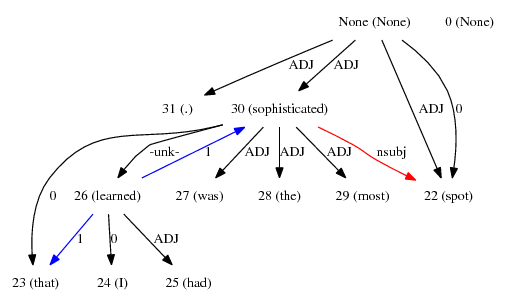 None (None) 0 (None)
ADJ ADJ
31 (.) 30 (sophisticated) ADJ 0
-unk- 1 ADJ ADJ ADJ nsubj
0 26 (learned) 27 (was) 28 (the) 29 (most) 22 (spot)
1 0 ADJ
23 (that) 24 (I) 25 (had)